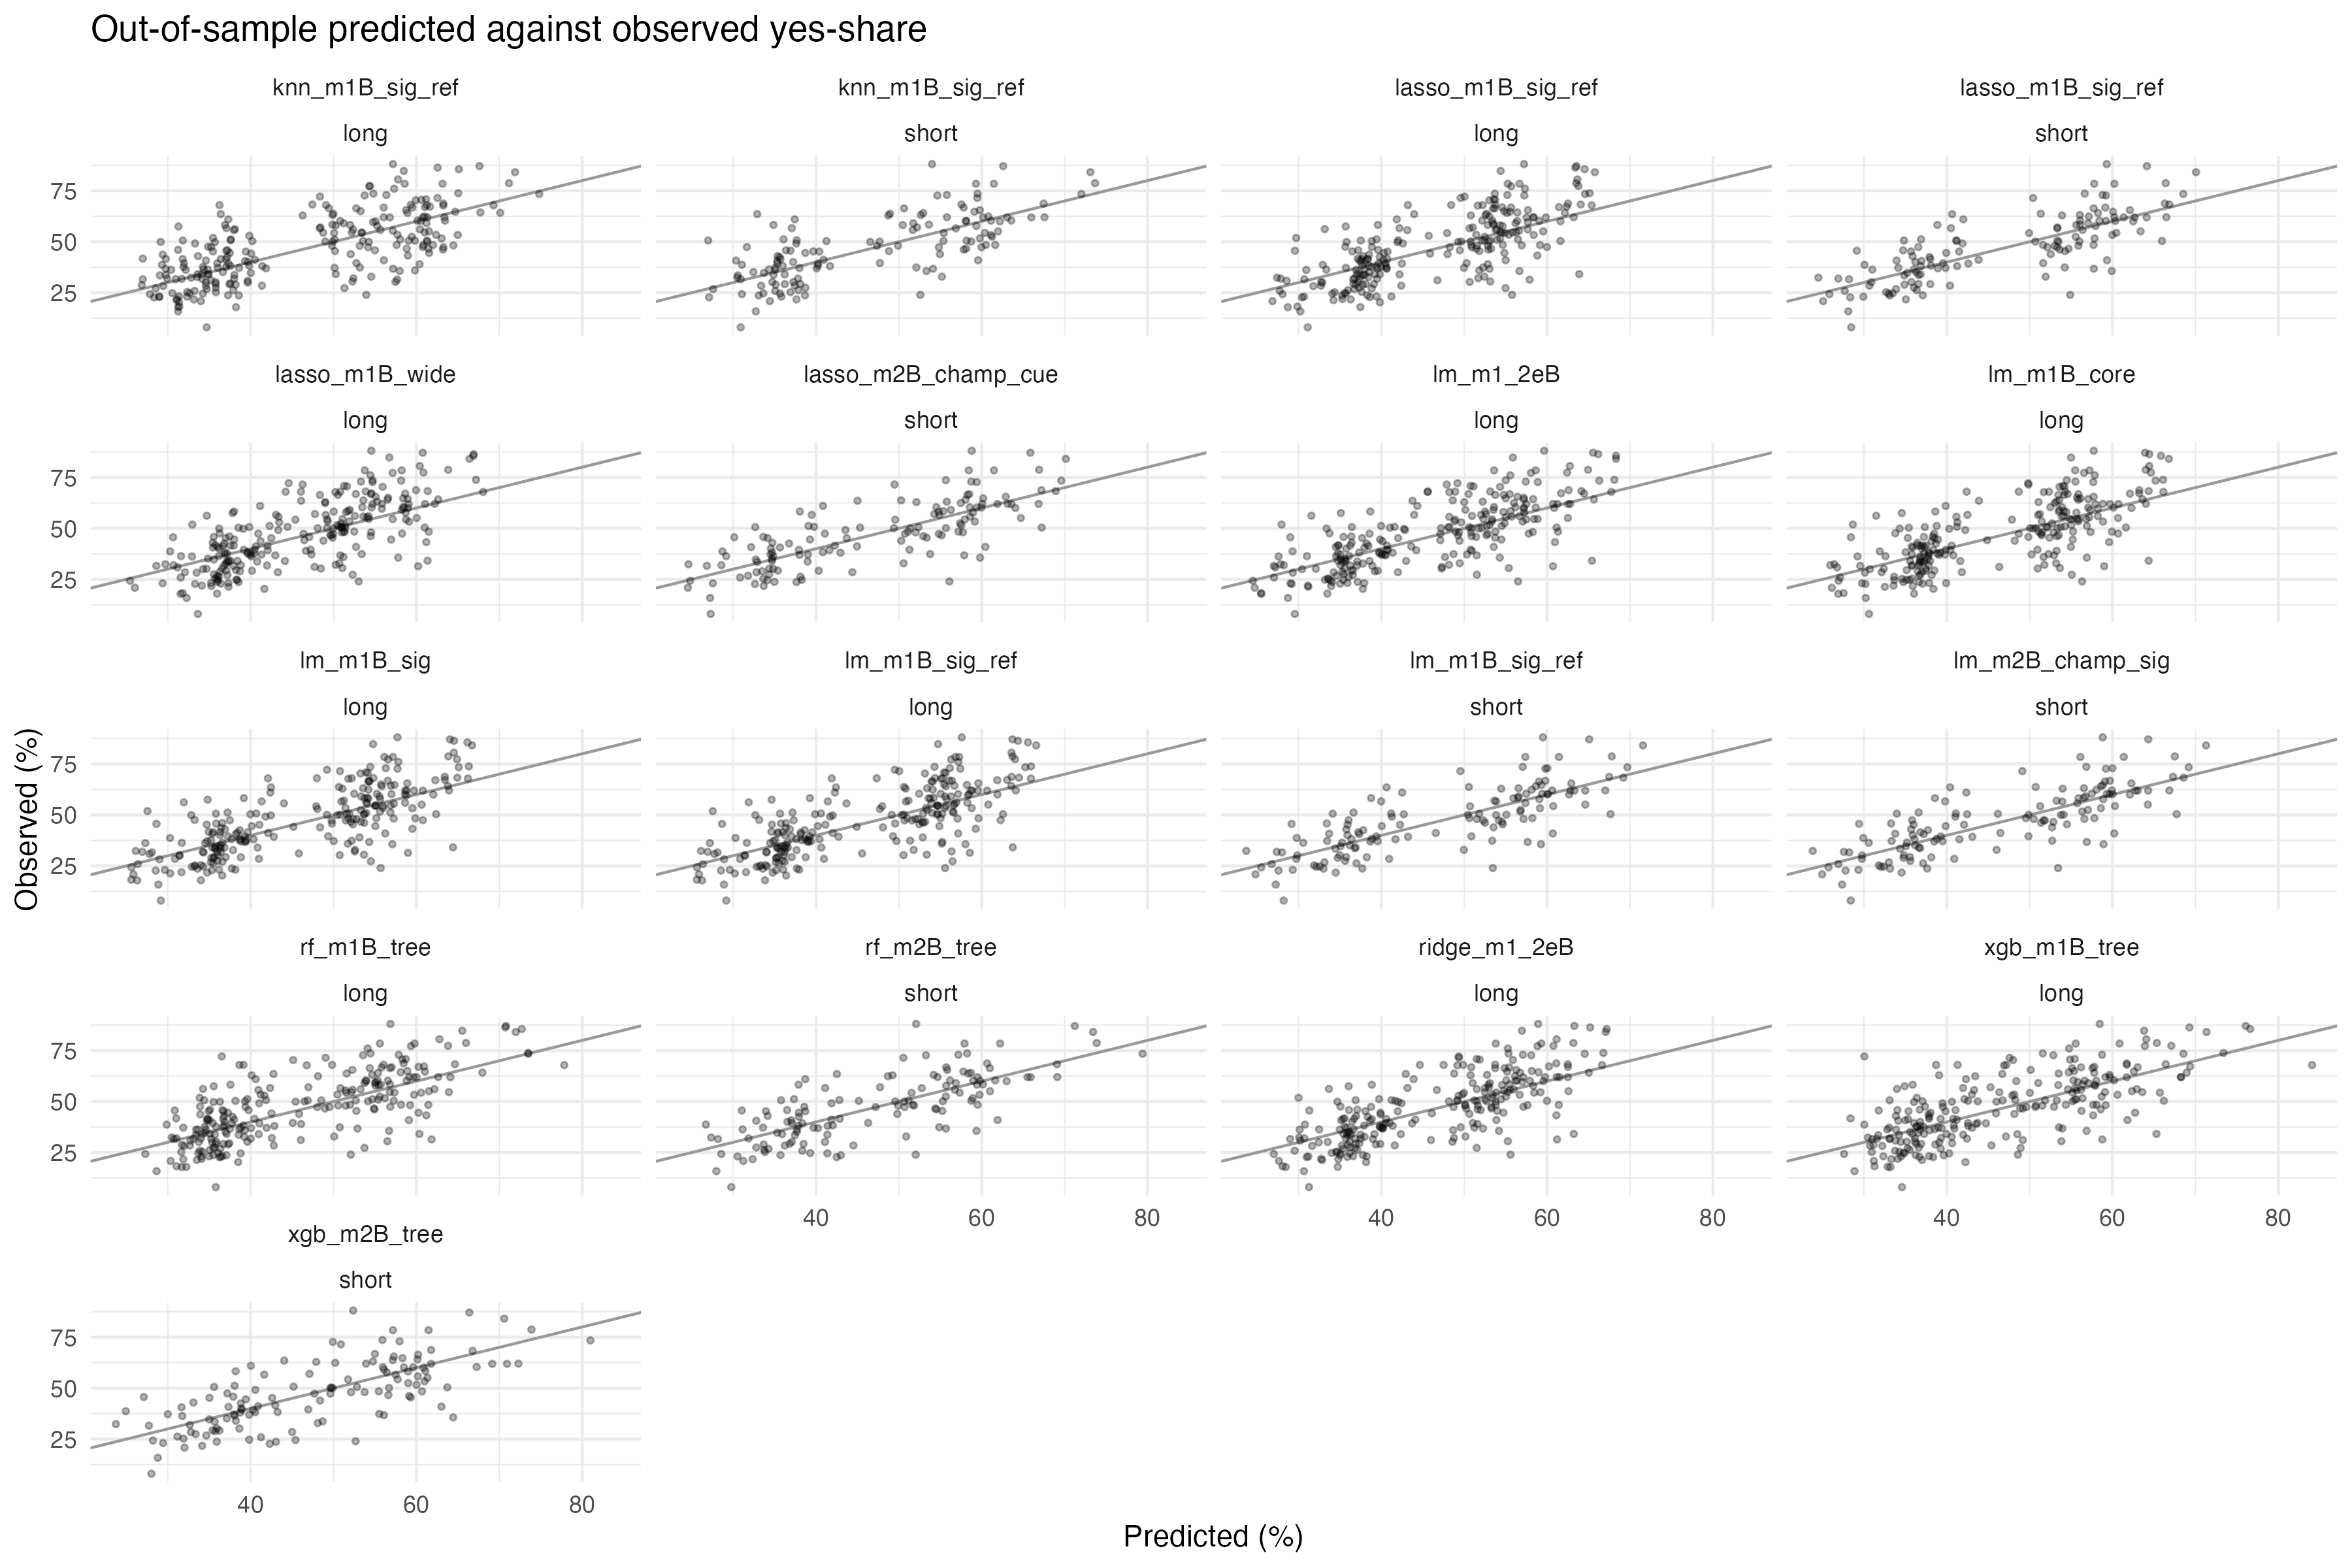 Out-of-sample predicted against observed yes-share
knn_m1B_sig_ref knn_m1B_sig_ref lasso_m1B_sig_ref lasso_m1B_sig_ref
long short long short
75
50
25
lasso_m1B_wide lasso_m2B_champ_cue lm_m1_2eB lm_m1B_core
long short long long
75
50
25
lm_m1B_sig lm_m1B_sig_ref lm_m1B_sig_ref lm_m2B_champ_sig
long long short short
75
50
25
Observed (%)
rf_m1B_tree rf_m2B_tree ridge_m1_2eB xgb_m1B_tree
long short long long
75
50
25
40 60 80 40 60 80 40 60 80
xgb_m2B_tree
short
75
50
25
40 60 80
Predicted (%)